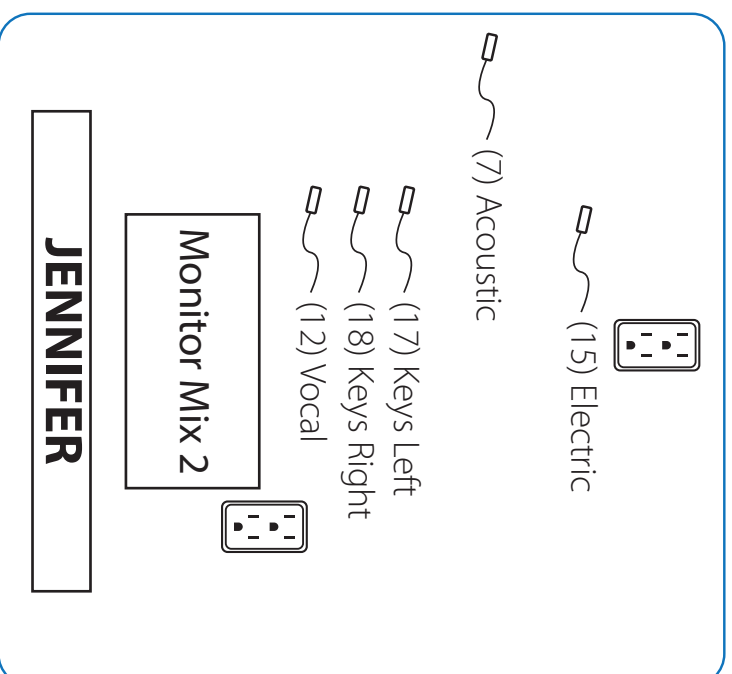 (15) Electric
(7) Acoustic
(17) Keys Left
(18) Keys Right
(12) Vocal
Monitor Mix 2
JENNIFER